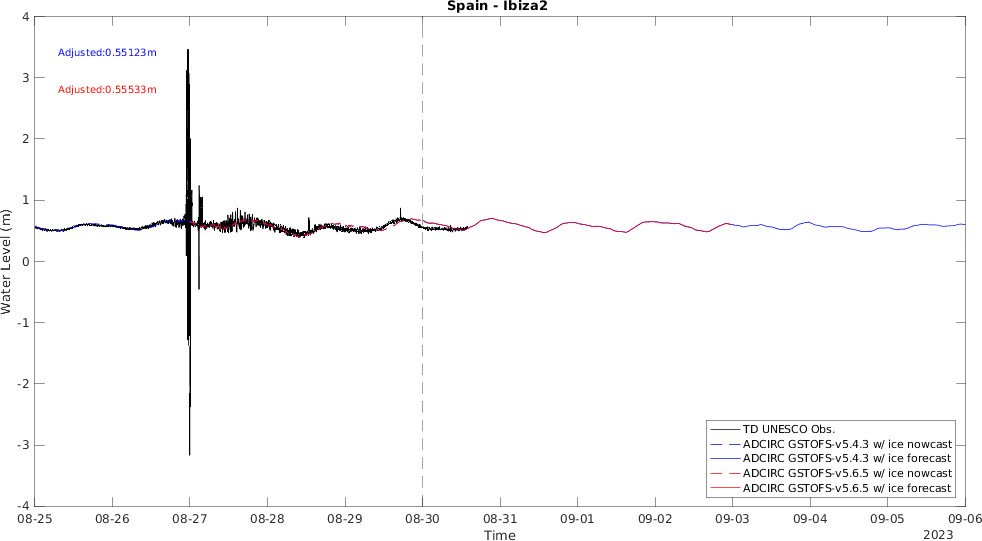 Spain - Ibiza2
Adjusted:0.55123m
Adjusted:0.55533m
Water Level (m)
4
3
2
1
0
-1
-2
-3
-4
TD UNESCO Obs.
ADCIRC GSTOFS-v5.4.3 w/ ice nowcast
ADCIRC GSTOFS-v5.4.3 w/ ice forecast
ADCIRC GSTOFS-v5.6.5 w/ ice nowcast
ADCIRC GSTOFS-v5.6.5 w/ ice forecast
08-25 08-26 08-27 08-28 08-29 08-30 08-31 09-01 09-02 09-03 09-04 09-05 09-06
Time
2023